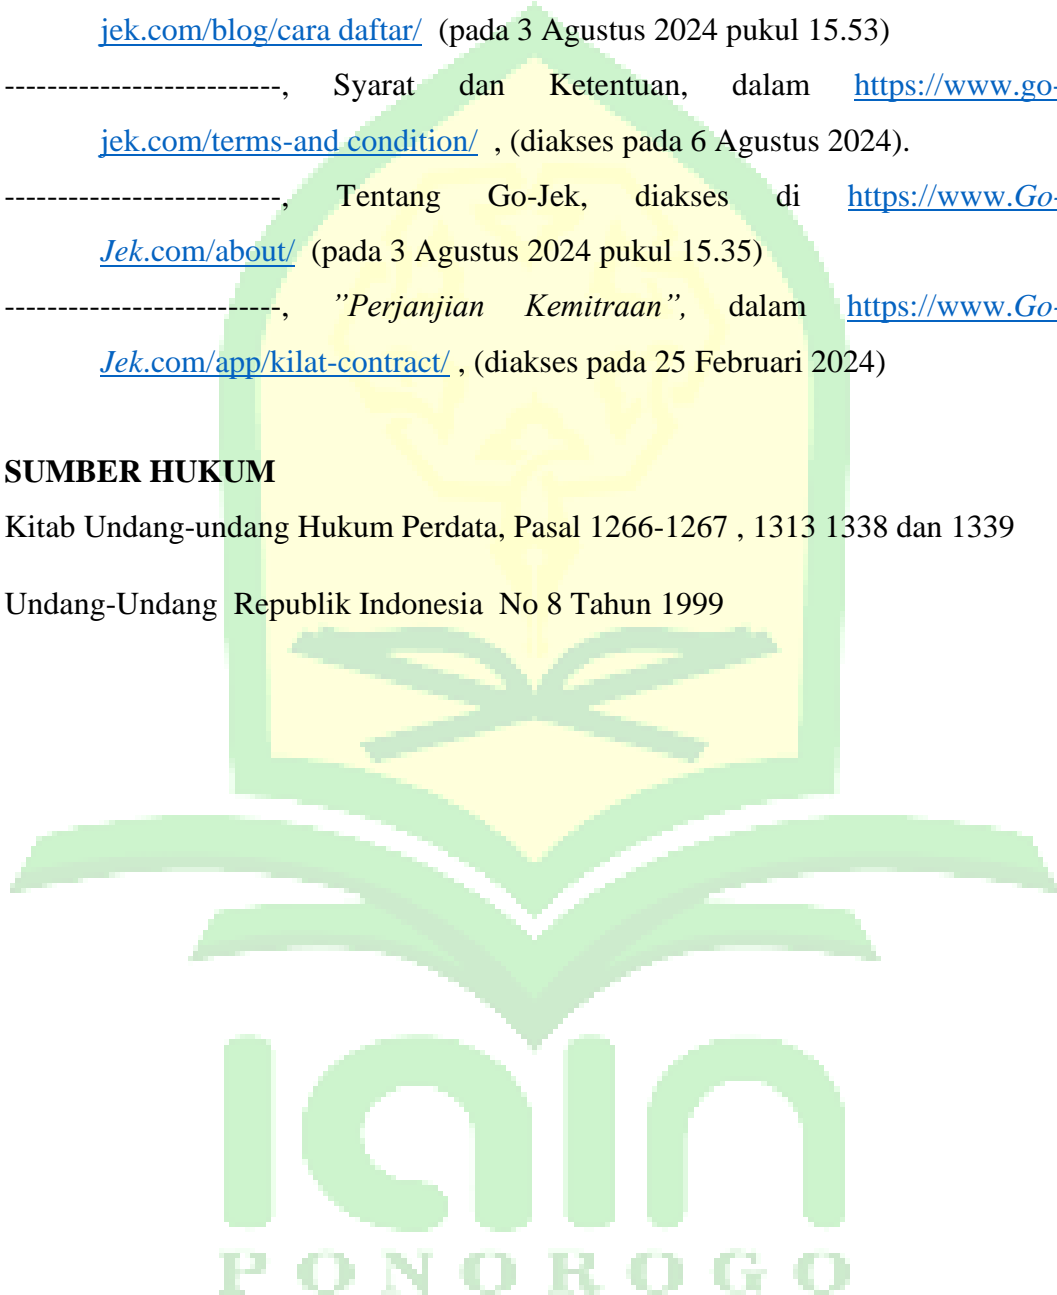 jek.com/blog/cara daftar/ (pada 3 Agustus 2024 pukul 15.53)
--------------------------, Syarat dan Ketentuan, dalam https://www.go-
jek.com/terms-and condition/ , (diakses pada 6 Agustus 2024).
--------------------------, Tentang Go-Jek, diakses di https://www.Go-
Jek.com/about/ (pada 3 Agustus 2024 pukul 15.35)
--------------------------, ”Perjanjian Kemitraan”, dalam https://www.Go-
Jek.com/app/kilat-contract/ , (diakses pada 25 Februari 2024)
SUMBER HUKUM
Kitab Undang-undang Hukum Perdata, Pasal 1266-1267 , 1313 1338 dan 1339
Undang-Undang Republik Indonesia No 8 Tahun 1999
iain
PONOROGO